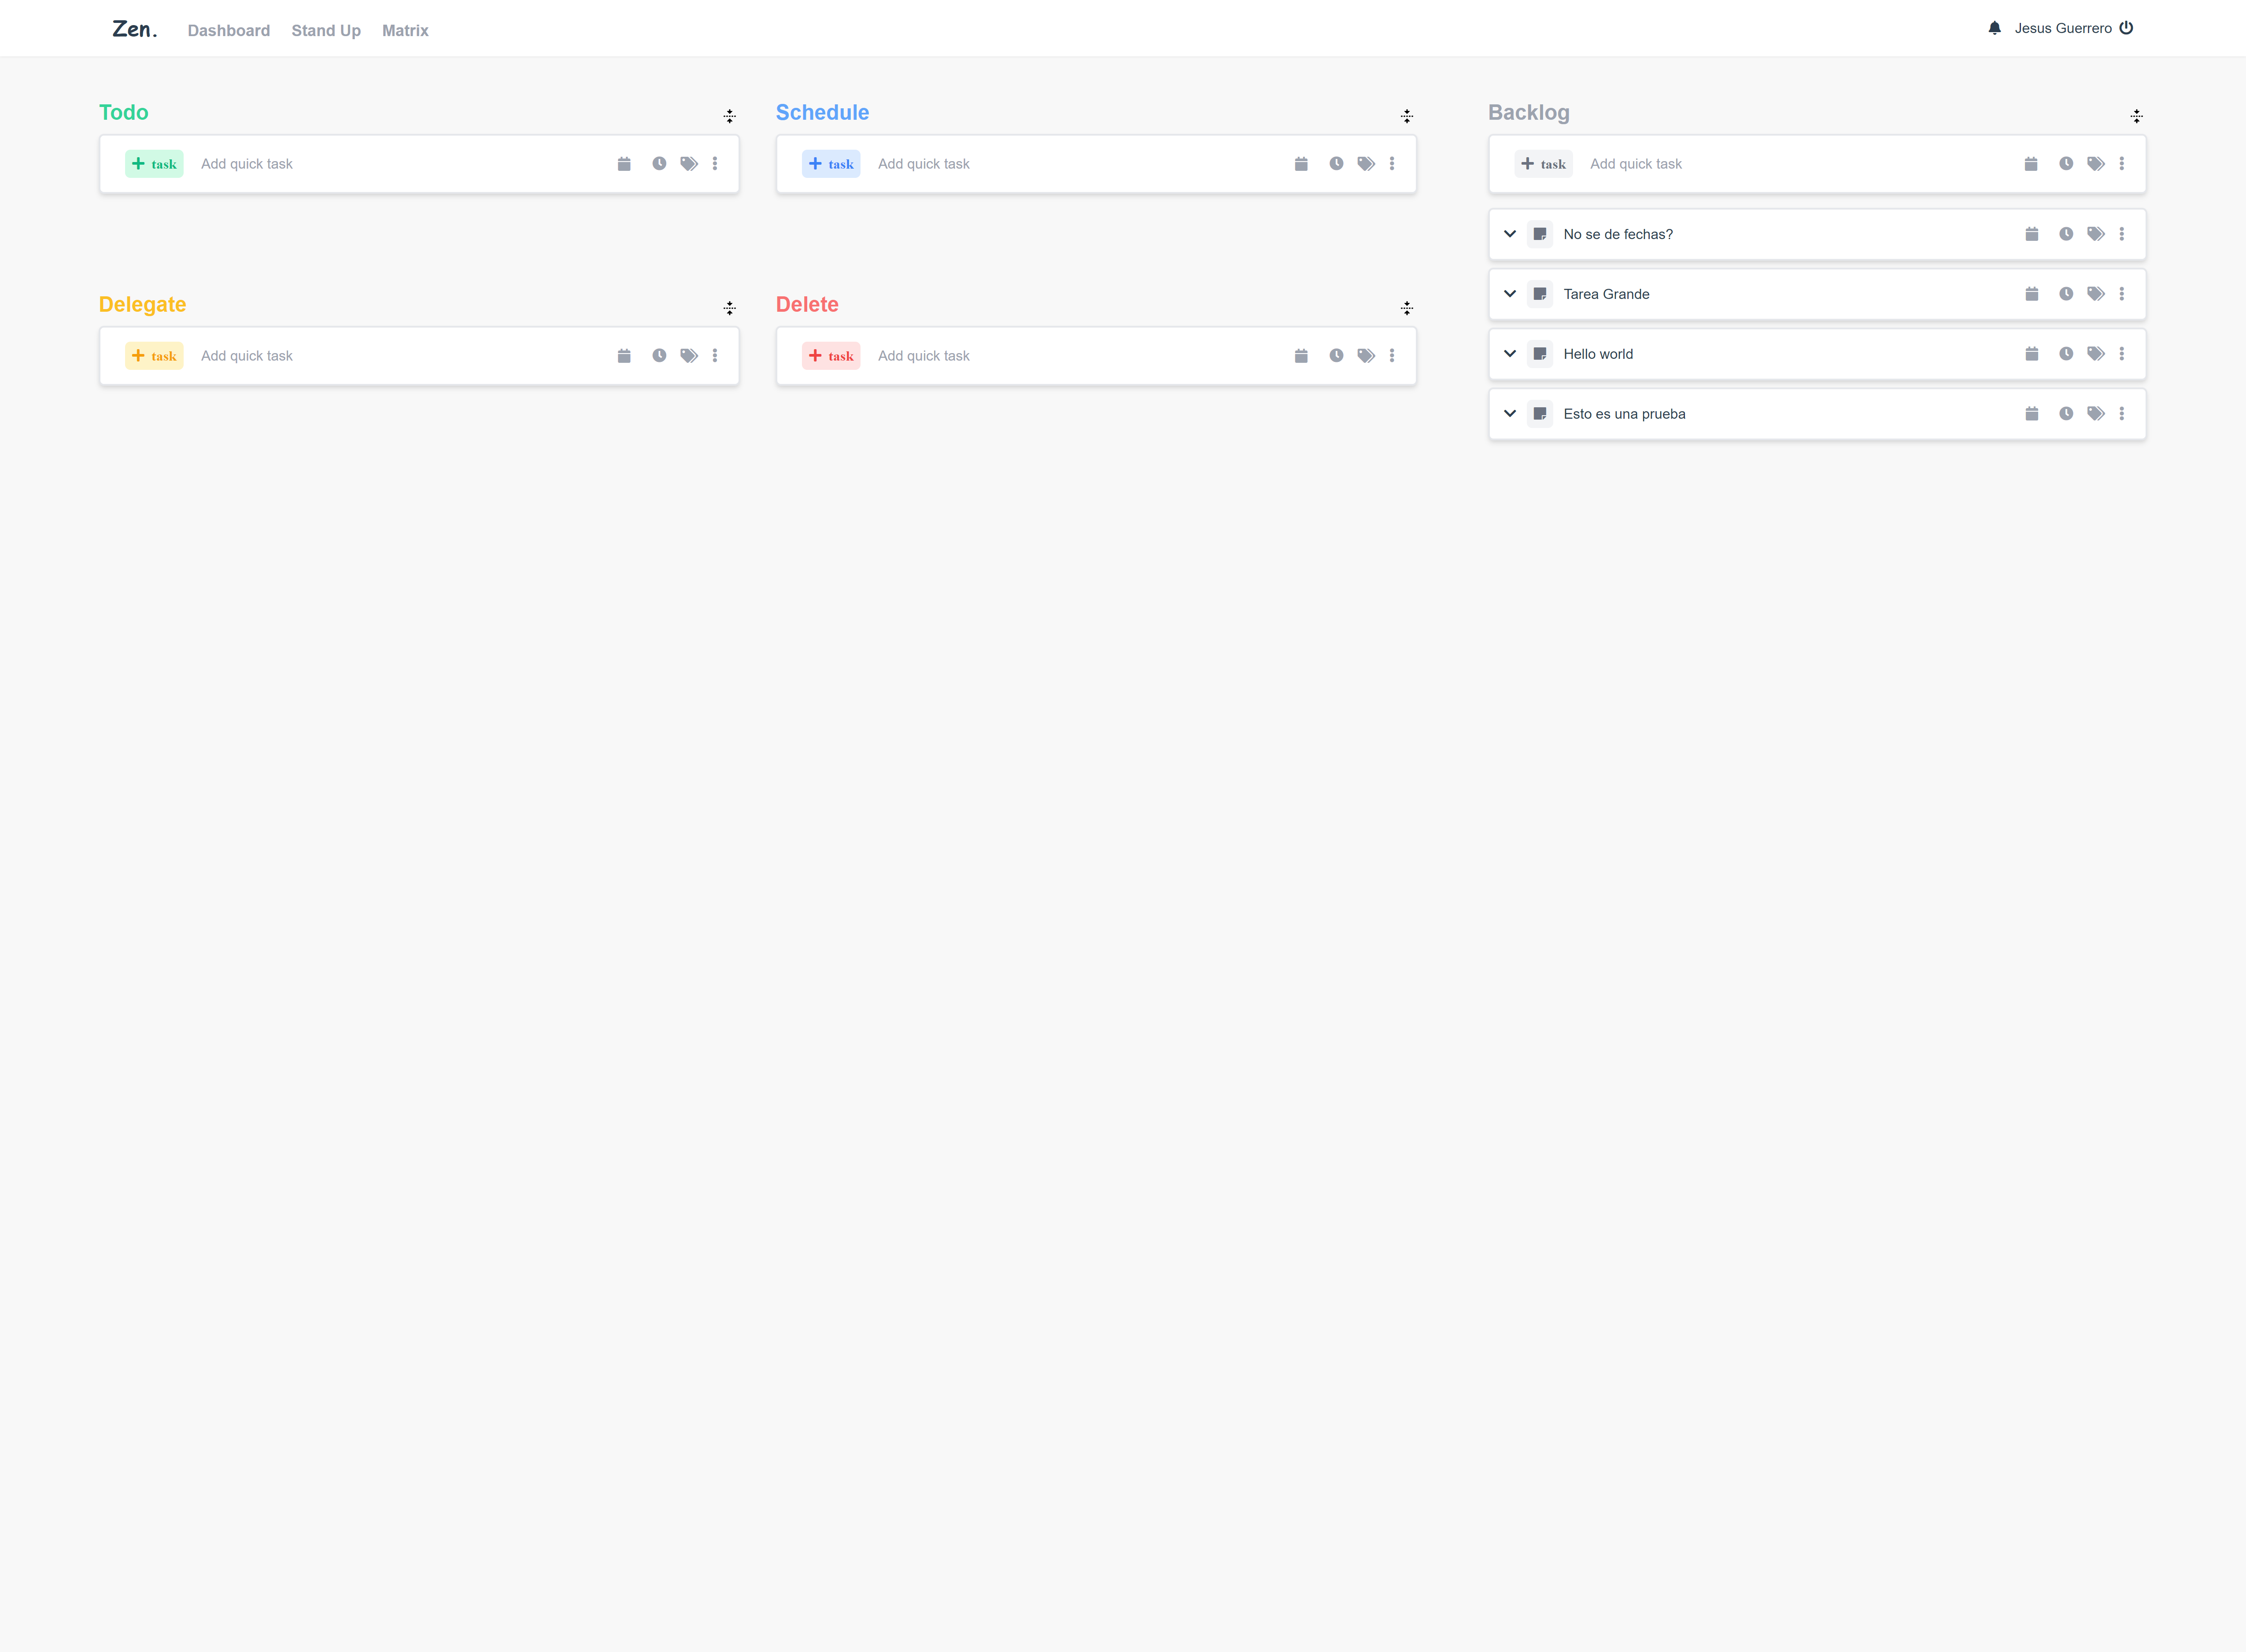 Zen. Dashboard Stand Up Matrix Jesus Guerrero
Todo
task Add quick task
Schedule
task Add quick task
Delegate
task Add quick task
Delete
task Add quick task
Backlog
task Add quick task
No se de fechas?
Tarea Grande
Hello world
Esto es una prueba